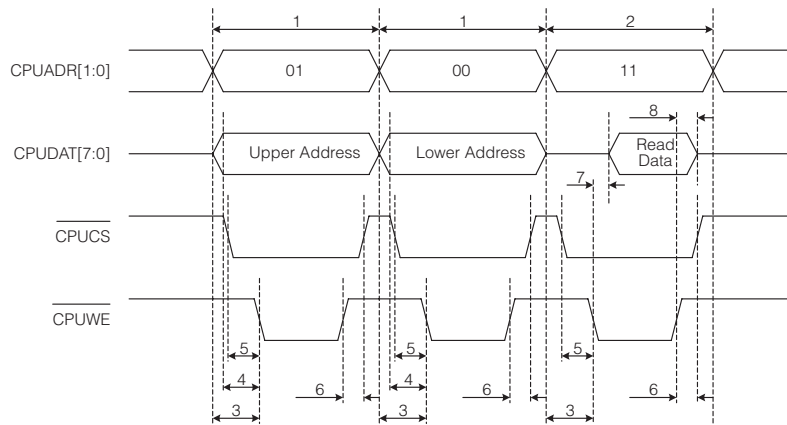 1 1 2
CPUADR[1:0] 01 00 11
8
CPUDAT[7:0] Upper Address Lower Address Read
Data
7
CPUCS
CPUWE
5 5 5
4 6 4 6 6
3 3 3